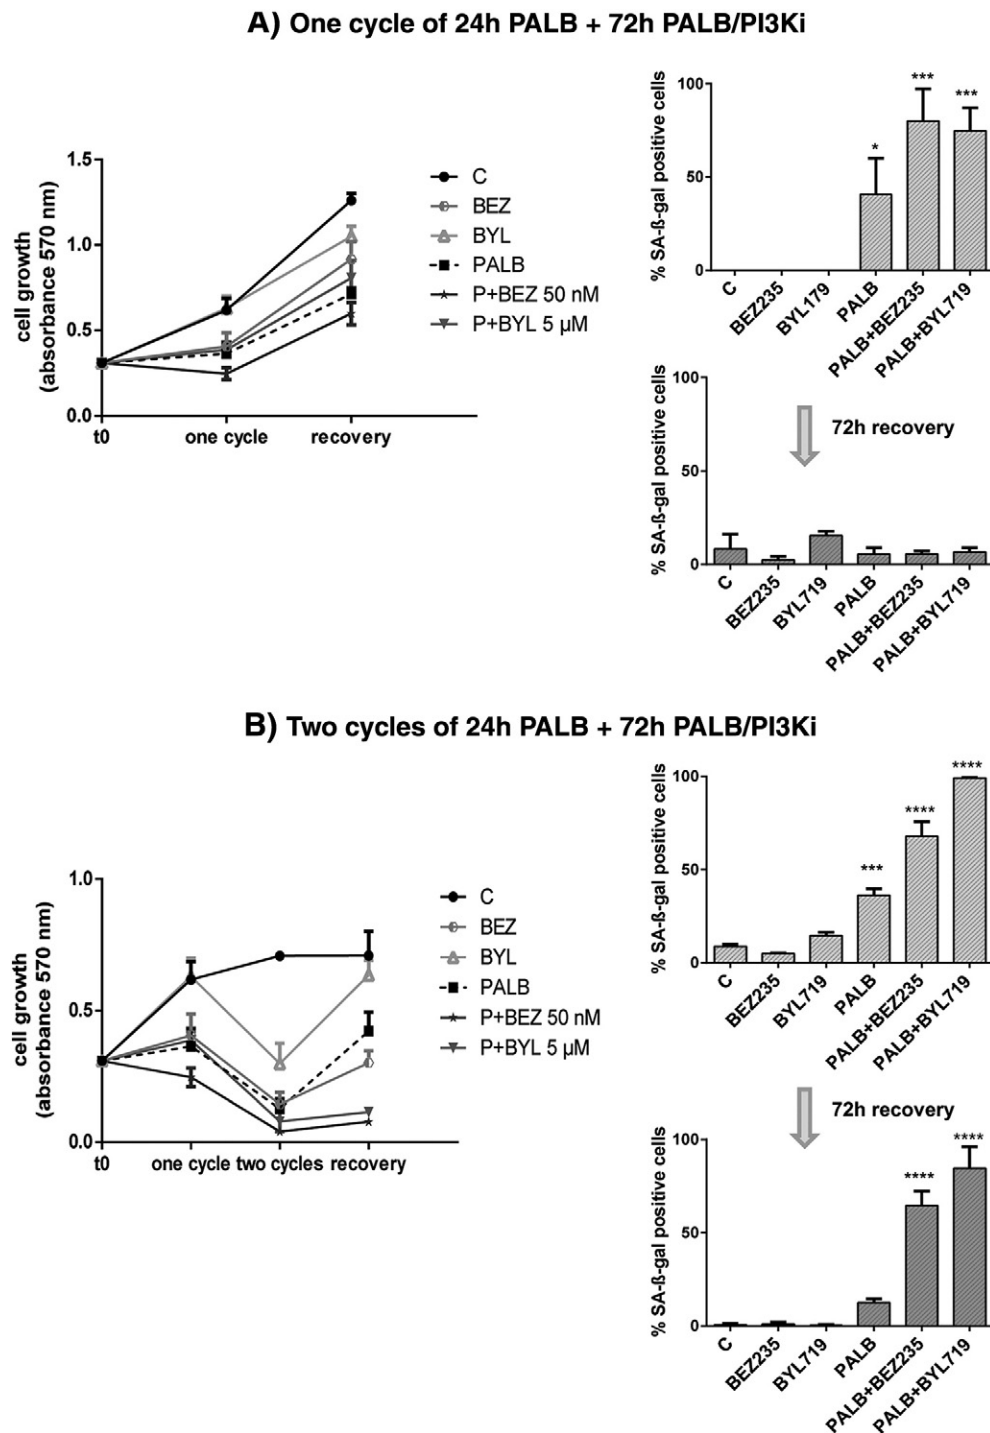 A) One cycle of 24h PALB + 72h PALB/PI3Ki
cell growth
(absorbance 570 nm)
1.5
1.0
0.5
0.0
t0
one cycle
recovery
C
BEZ
BYL
PALB
P+BEZ 50 nM
P+BYL 5 µM
% SA-ß-gal positive cells
100
50
0
*
***
***
C
BEZ235
BYL179
PALB
PALB+BEZ235
PALB+BYL719
72h recovery
% SA-ß-gal positive cells
100
50
0
C
BEZ235
BYL719
PALB
PALB+BEZ235
PALB+BYL719
B) Two cycles of 24h PALB + 72h PALB/PI3Ki
cell growth
(absorbance 570 nm)
1.0
0.5
0.0
t0
one cycle
two cycles
recovery
C
BEZ
BYL
PALB
P+BEZ 50 nM
P+BYL 5 µM
% SA-ß-gal positive cells
100
50
0
***
****
****
C
BEZ235
BYL719
PALB
PALB+BEZ235
PALB+BYL719
72h recovery
% SA-ß-gal positive cells
100
50
0
****
****
C
BEZ235
BYL719
PALB
PALB+BEZ235
PALB+BYL719